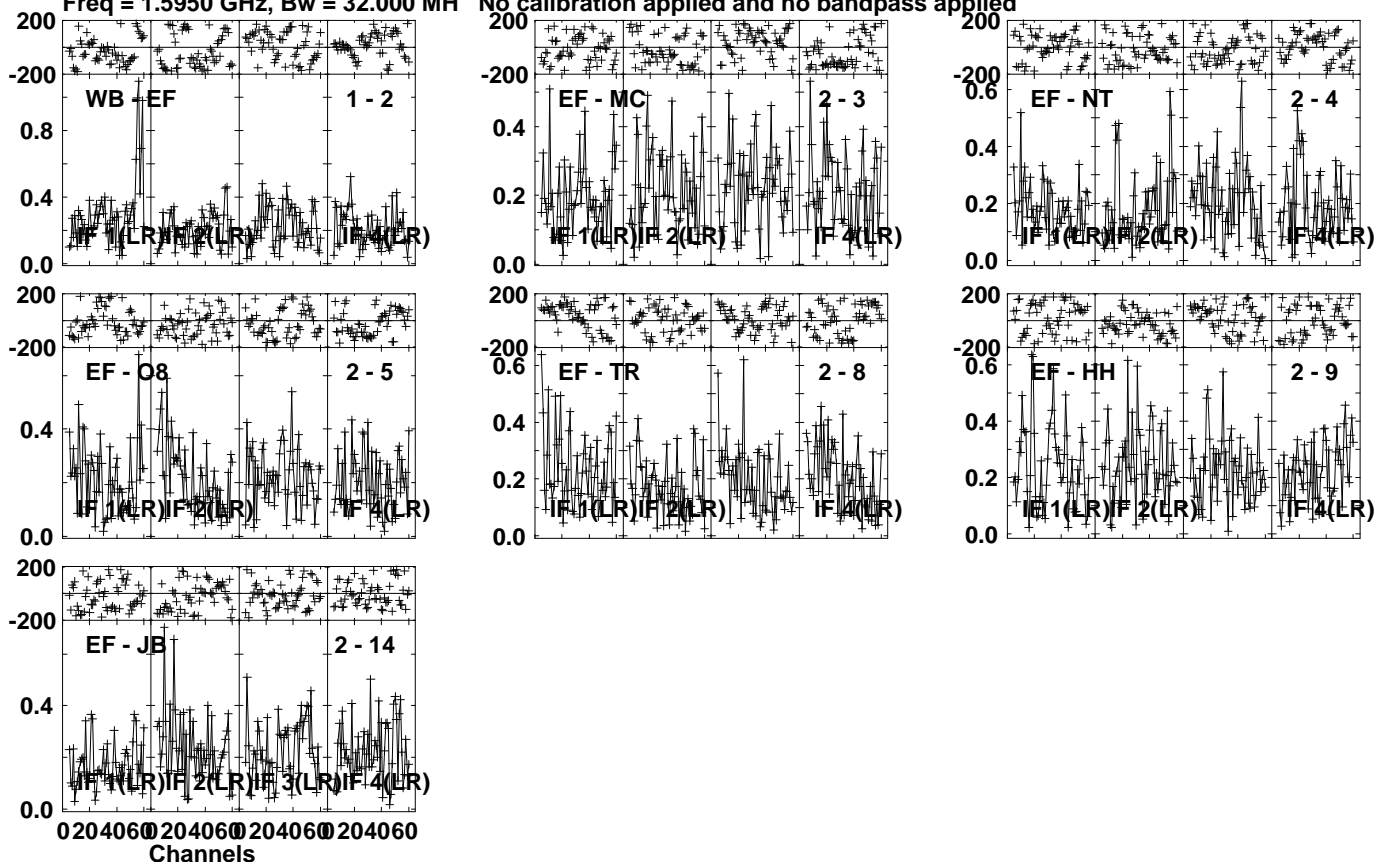 Freq = 1.5950 GHz, Bw = 32.000 MH No calibration applied and no bandpass applied
200
-200
WB - EF 1 - 2
0.8
0.4
0.0
IF 1(LR) IF 2(LR) IF 4(LR)
EF - MC 2 - 3
0.4
0.2
0.0
IF 1(LR) IF 2(LR) IF 4(LR)
200
-200
EF - NT 2 - 4
0.6
0.4
0.2
0.0
IF 1(LR) IF 2(LR) IF 4(LR)
200
-200
EF - O8 2 - 5
0.4
0.0
IF 1(LR) IF 2(LR) IF 4(LR)
EF - TR 2 - 8
0.6
0.4
0.2
0.0
IF 1(LR) IF 2(LR) IF 4(LR)
200
-200
EF - HH 2 - 9
0.6
0.4
0.2
0.0
IF 1(LR) IF 2(LR) IF 4(LR)
200
-200
EF - JB 2 - 14
0.4
0.0
IF 1(LR) IF 2(LR) IF 3(LR) IF 4(LR)
0 20 40 60 0 20 40 60 0 20 40 60 0 20 40 60
Channels